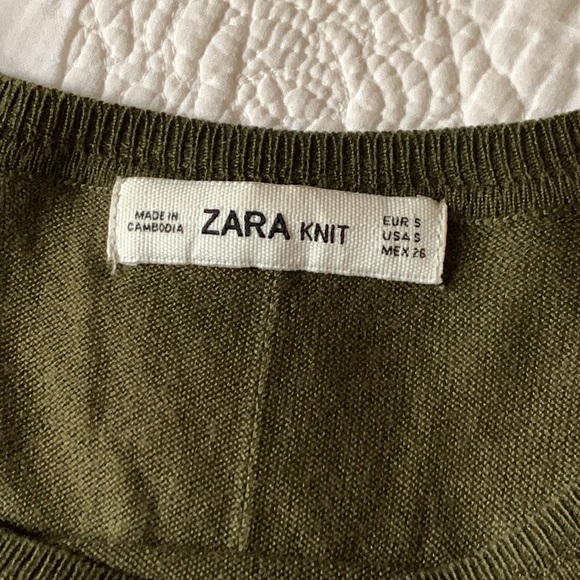 MADE IN
CAMBODIA
ZARA KNIT
EUR S
USA S
MEX 26